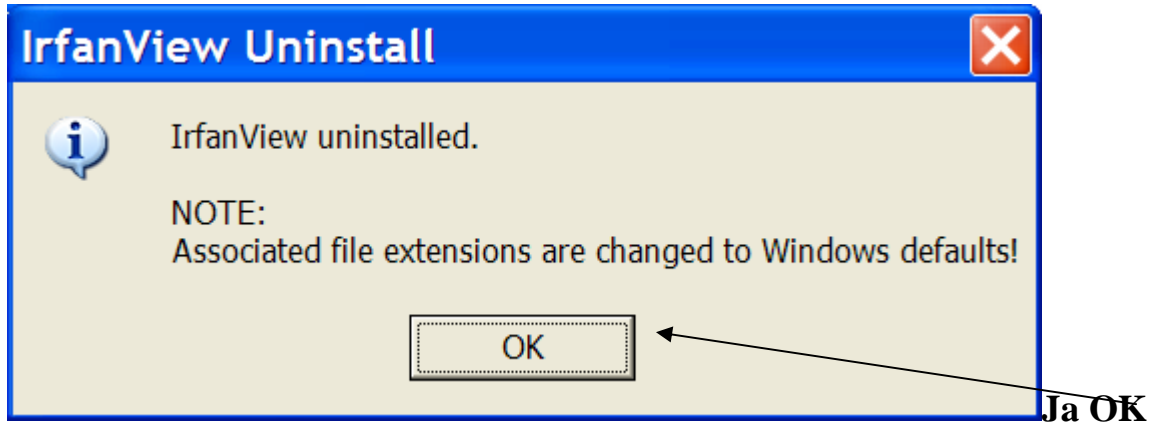 IrfanView Uninstall
IrfanView uninstalled.
NOTE:
Associated file extensions are changed to Windows defaults!
OK
Ja OK